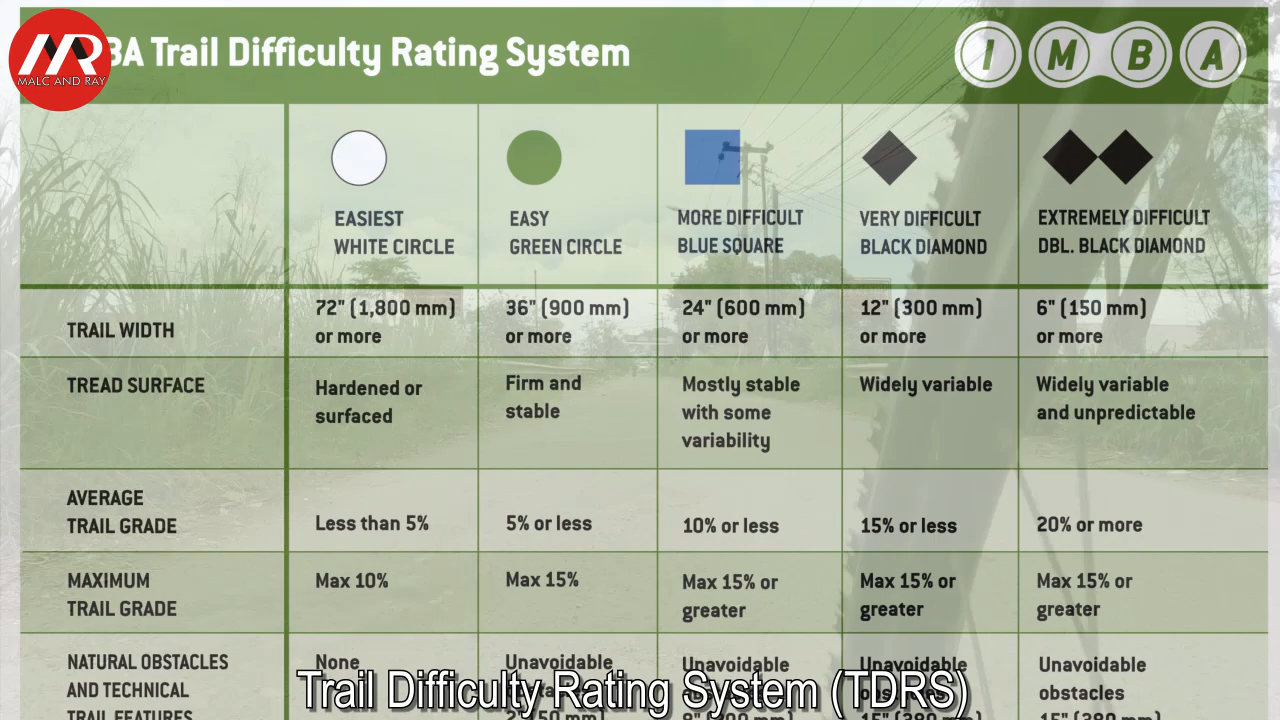 MR
MALC AND RAY
BA Trail Difficulty Rating System
I M B A
EASIEST
WHITE CIRCLE
EASY
GREEN CIRCLE
MORE DIFFICULT
BLUE SQUARE
VERY DIFFICULT
BLACK DIAMOND
EXTREMELY DIFFICULT
DBL. BLACK DIAMOND
TRAIL WIDTH
72" (1,800 mm)
or more
36" (900 mm)
or more
24" (600 mm)
or more
12" (300 mm)
or more
6" (150 mm)
or more
TREAD SURFACE
Hardened or
surfaced
Firm and
stable
Mostly stable
with some
variability
Widely variable
Widely variable
and unpredictable
AVERAGE
TRAIL GRADE
Less than 5%
5% or less
10% or less
15% or less
20% or more
MAXIMUM
TRAIL GRADE
Max 10%
Max 15%
Max 15% or
greater
Max 15% or
greater
Max 15% or
greater
NATURAL OBSTACLES
AND TECHNICAL
TRAIL FEATURES
None
Unavoidable
Unavoidable
Unavoidable
Unavoidable
obstacles
Trail Difficulty Rating System (TDRS)